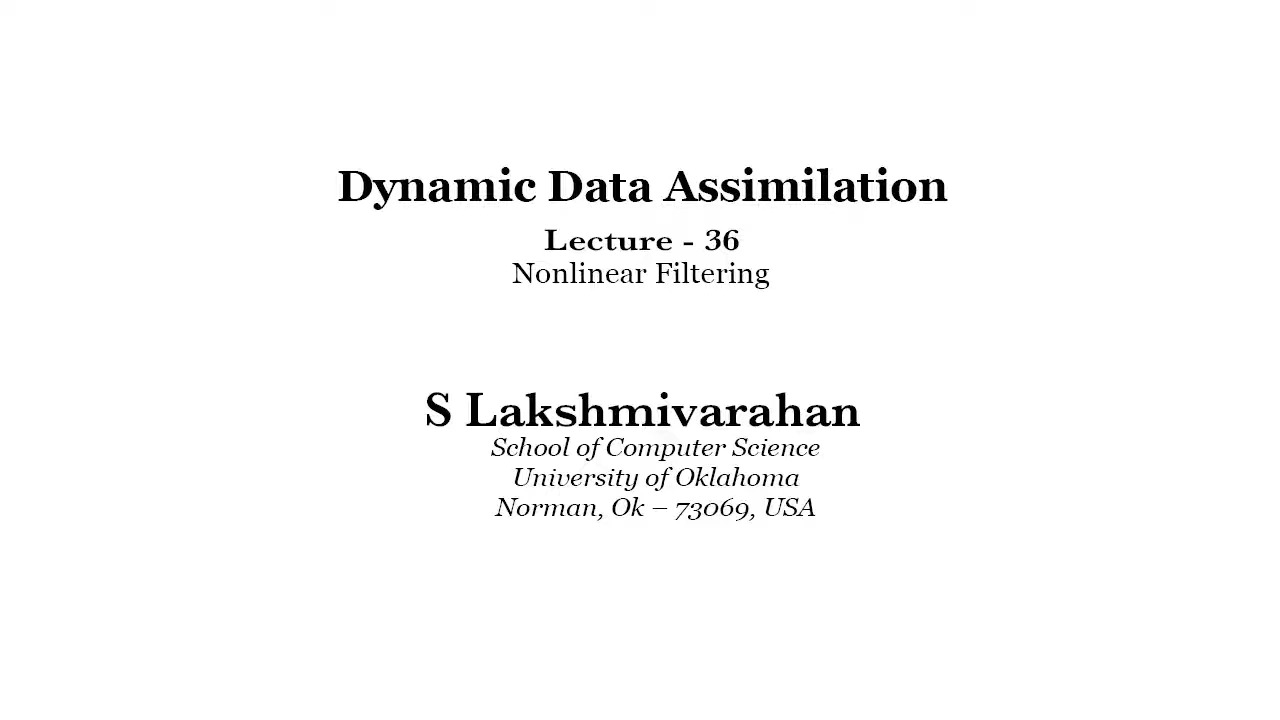 Dynamic Data Assimilation
Lecture - 36
Nonlinear Filtering
S Lakshmivarahan
School of Computer Science
University of Oklahoma
Norman, Ok – 73069, USA